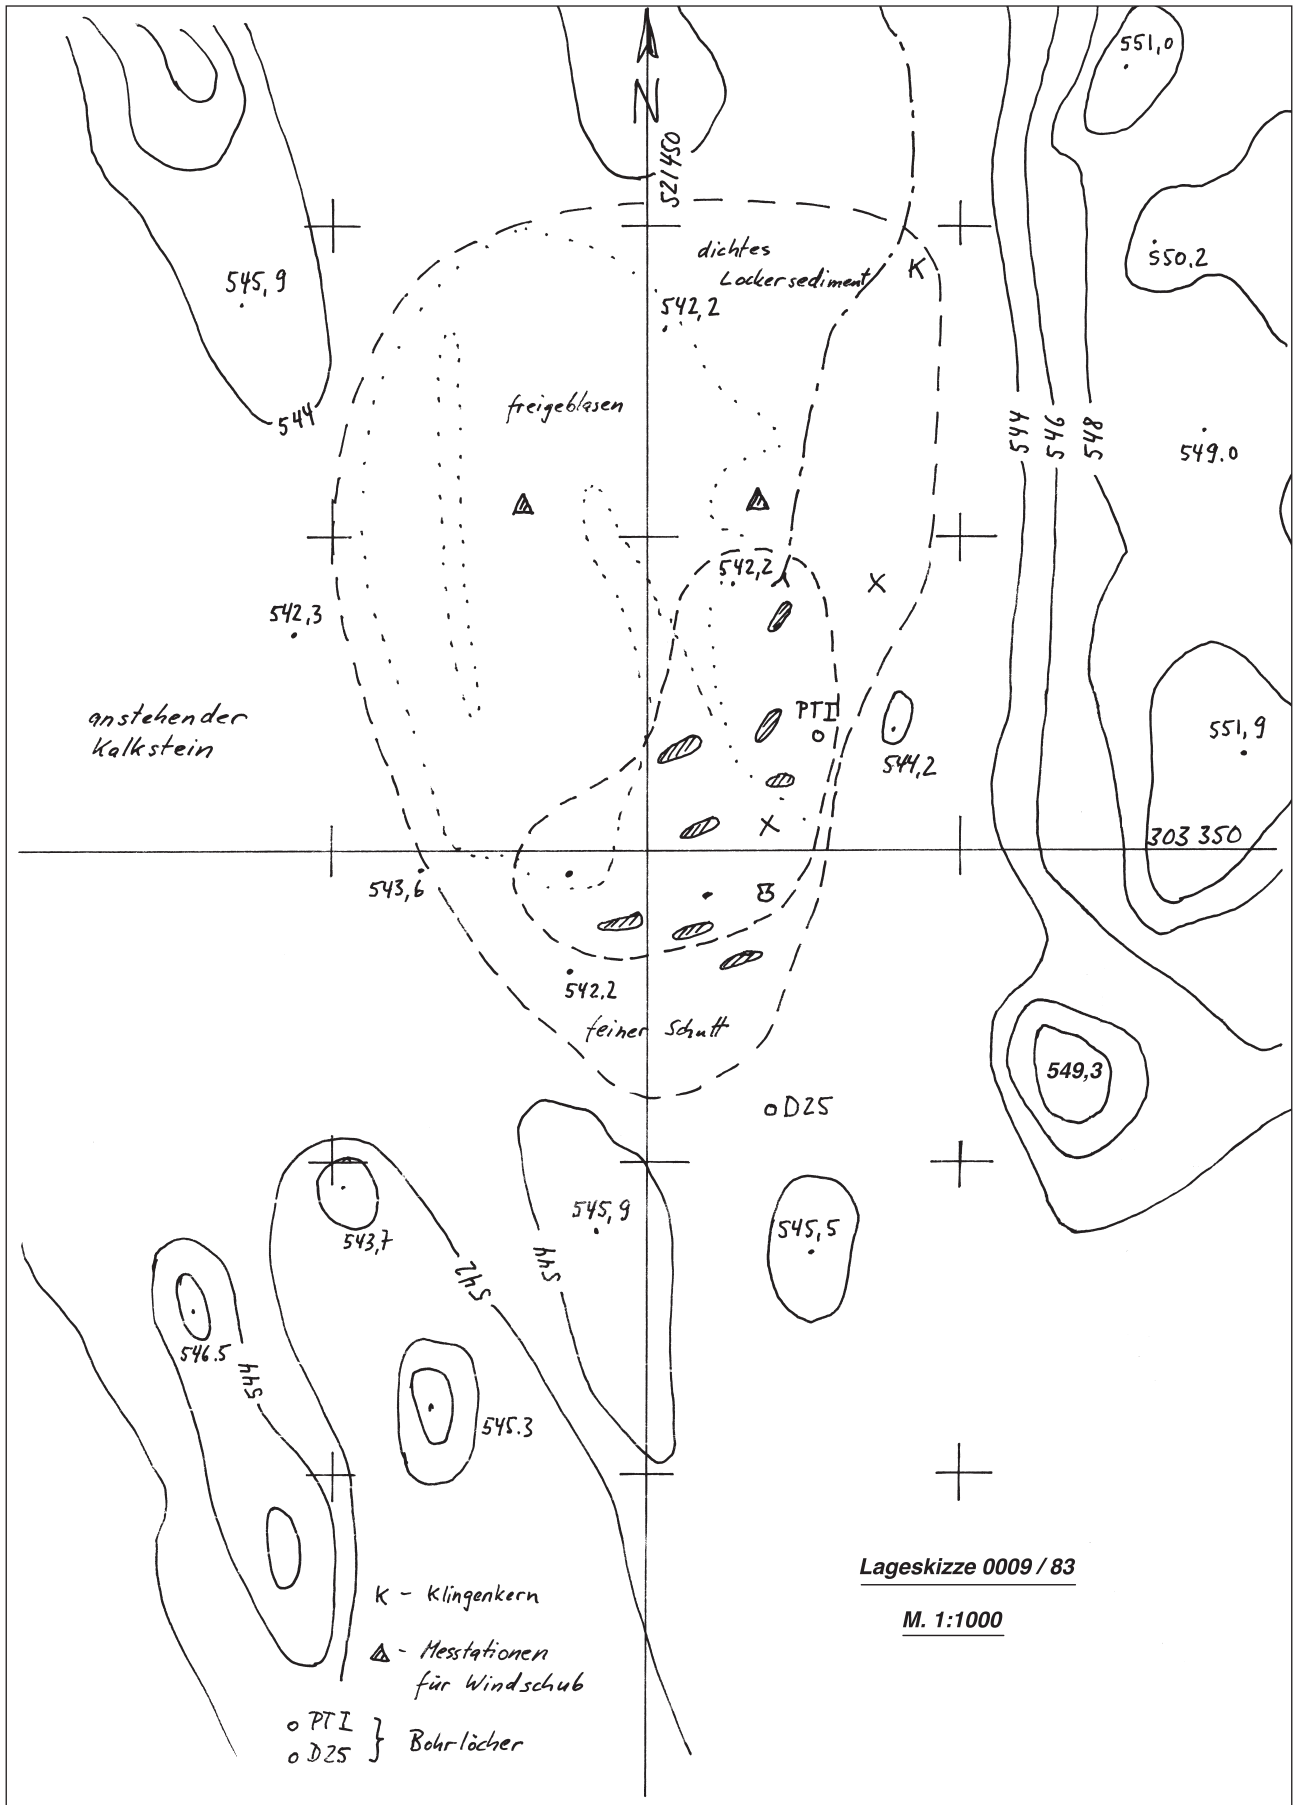 551,0
N
521450
dichtes
Lockersediment
K
550,2
545,9
542,2
freigeblasen
544
544
546
548
549.0
542,2
X
542,3
anstehender
Kalkstein
PTI
551,9
544,2
X
303 350
543,6
542,2
feiner Schutt
549,3
D25
545,9
545,5
543,7
542
544
546.5
544
545.3
Lageskizze 0009 / 83
M. 1:1000
K - Klingenkern
- Messtationen
für Windschub
PTI
D25 } Bohrlöcher